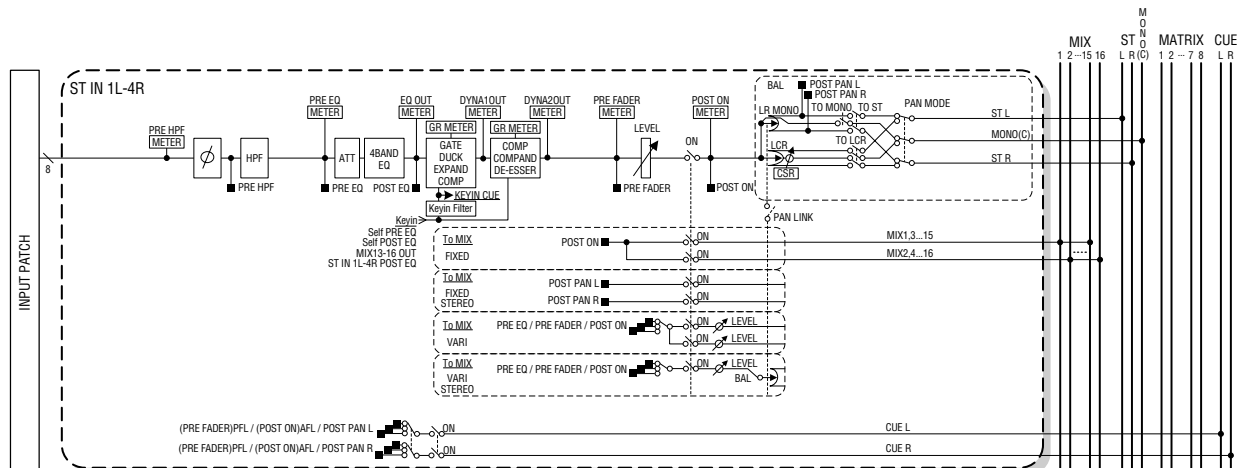 MONO(C)
MIX
ST
MATRIX
CUE
1 2 ··· 15 16
L R
1 2 ··· 7 8
L R
INPUT PATCH
8
ST IN 1L-4R
PRE HPF
METER
Ø
HPF
PRE HPF
PRE EQ
METER
ATT
PRE EQ
4BAND
EQ
EQ OUT
METER
POST EQ
GR METER
GATE
DUCK
EXPAND
COMP
DYNA1OUT
METER
GR METER
COMP
COMPAND
DE-ESSER
DYNA2OUT
METER
KEYIN CUE
Keyin Filter
Keyin
Self PRE EQ
Self POST EQ
MIX13-16 OUT
ST IN 1L-4R POST EQ
PRE FADER
METER
PRE FADER
LEVEL
ON
POST ON
METER
POST ON
BAL
POST PAN L
POST PAN R
LR MONO
TO MONO
TO ST
PAN MODE
LCR
TO LCR
CSR
PAN LINK
ST L
MONO(C)
ST R
To MIX
FIXED
POST ON
ON
ON
MIX1,3...15
MIX2,4...16
To MIX
FIXED
STEREO
POST PAN L
ON
POST PAN R
ON
To MIX
VARI
PRE EQ / PRE FADER / POST ON
ON
LEVEL
ON
LEVEL
To MIX
VARI
STEREO
PRE EQ / PRE FADER / POST ON
ON
LEVEL
BAL
(PRE FADER)PFL / (POST ON)AFL / POST PAN L
ON
CUE L
(PRE FADER)PFL / (POST ON)AFL / POST PAN R
ON
CUE R